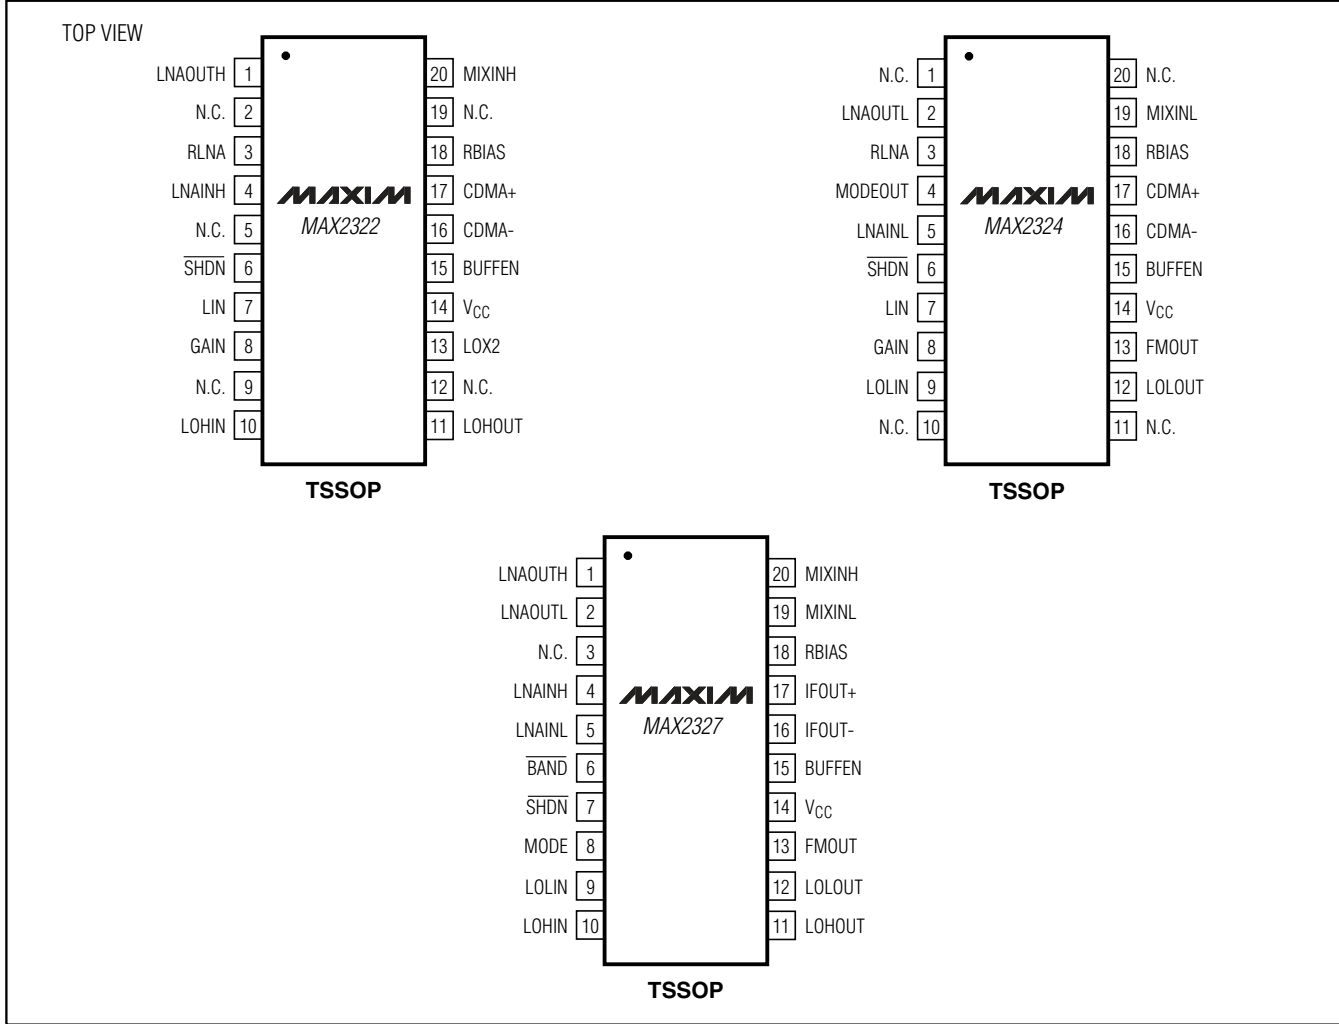 TOP VIEW
LNAOUTH 1 20 MIXINH
N.C. 2 19 N.C.
RLNA 3 18 RBIAS
LNAINH 4 17 CDMA+
N.C. 5 16 CDMA-
SHDN 6 15 BUFFEN
LIN 7 14 VCC
GAIN 8 13 LOX2
N.C. 9 12 N.C.
LOHIN 10 11 LOHOUT
MAXIM
MAX2322
TSSOP
N.C. 1 20 N.C.
LNAOUTL 2 19 MIXINL
RLNA 3 18 RBIAS
MODEOUT 4 17 CDMA+
LNAINL 5 16 CDMA-
SHDN 6 15 BUFFEN
LIN 7 14 VCC
GAIN 8 13 FMOUT
LOLIN 9 12 LOLOUT
N.C. 10 11 N.C.
MAXIM
MAX2324
TSSOP
LNAOUTH 1 20 MIXINH
LNAOUTL 2 19 MIXINL
N.C. 3 18 RBIAS
LNAINH 4 17 IFOUT+
LNAINL 5 16 IFOUT-
BAND 6 15 BUFFEN
SHDN 7 14 VCC
MODE 8 13 FMOUT
LOLIN 9 12 LOLOUT
LOHIN 10 11 LOHOUT
MAXIM
MAX2327
TSSOP